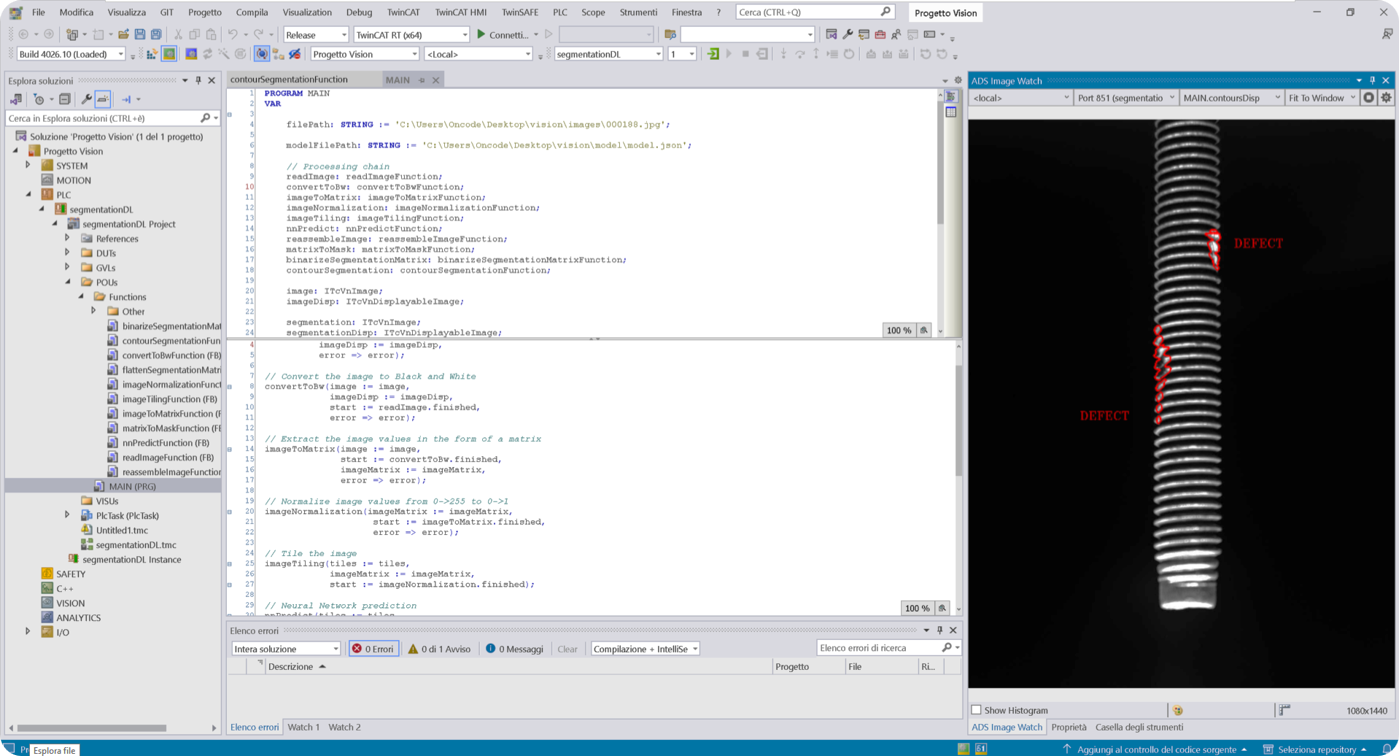 File Modifica Visualizza GIT Progetto Compila Visualization Debug TwinCAT TwinCAT HMI TwinSAFE PLC Scope Strumenti Finestra ? Cerca (CTRL+Q) Progetto Vision
Release TwinCAT RT (x64) Connetti...
Build 4026.10 (Loaded) Progetto Vision <Local> segmentationDL 1
Esplora soluzioni
Cerca in Esplora soluzioni (CTRL+è)
Soluzione 'Progetto Vision' (1 del 1 progetto)
Progetto Vision
SYSTEM
MOTION
PLC
segmentationDL
segmentationDL Project
References
DUTs
GVLs
POUs
Functions
Other
binarizeSegmentationMat
contourSegmentationFun
convertToBwFunction (FB)
flattenSegmentationMatri
imageNormalizationFunct
imageTilingFunction (FB)
imageToMatrixFunction (F
matrixToMaskFunction (FB
nnPredictFunction (FB)
readImageFunction (FB)
reassembleImageFunction
MAIN (PRG)
VISUs
PlcTask (PlcTask)
Untitled1.tmc
segmentationDL.tmc
segmentationDL Instance
SAFETY
C++
VISION
ANALYTICS
I/O
contourSegmentationFunction MAIN
1 PROGRAM MAIN
2 VAR
3
4 filePath: STRING := 'C:\Users\Oncode\Desktop\vision\images\000188.jpg';
5
6 modelFilePath: STRING := 'C:\Users\Oncode\Desktop\vision\model\model.json';
7
8 // Processing chain
9 readImage: readImageFunction;
10 convertToBw: convertToBwFunction;
11 imageToMatrix: imageToMatrixFunction;
12 imageNormalization: imageNormalizationFunction;
13 imageTiling: imageTilingFunction;
14 nnPredict: nnPredictFunction;
15 reassembleImage: reassembleImageFunction;
16 matrixToMask: matrixToMaskFunction;
17 binarizeSegmentationMatrix: binarizeSegmentationMatrixFunction;
18 contourSegmentation: contourSegmentationFunction;
19
20 image: ITcVnImage;
21 imageDisp: ITcVnDisplayableImage;
22
23 segmentation: ITcVnImage;
24 segmentationDisp: ITcVnDisplayableImage;
100 %
4 imageDisp := imageDisp,
5 error => error);
6
7 // Convert the image to Black and White
8 convertToBw(image := image,
9 imageDisp := imageDisp,
10 start := readImage.finished,
11 error => error);
12
13 // Extract the image values in the form of a matrix
14 imageToMatrix(image := image,
15 start := convertToBw.finished,
16 imageMatrix := imageMatrix,
17 error => error);
18
19 // Normalize image values from 0->255 to 0->1
20 imageNormalization(imageMatrix := imageMatrix,
21 start := imageToMatrix.finished,
22 error => error);
23
24 // Tile the image
25 imageTiling(tiles := tiles,
26 imageMatrix := imageMatrix,
27 start := imageNormalization.finished);
28
29 // Neural Network prediction
30 nnPredict(tiles := tiles,
100 %
Elenco errori
Intera soluzione 0 Errori 0 di 1 Avviso 0 Messaggi Clear Compilazione + IntelliSe Elenco errori di ricerca
Descrizione Progetto File Ri...
Elenco errori Watch 1 Watch 2
ADS Image Watch
<local> Port 851 (segmentatio MAIN.contoursDisp Fit To Window
DEFECT
DEFECT
Show Histogram 1080x1440
ADS Image Watch Proprietà Casella degli strumenti
Pr Esplora file 61 Aggiungi al controllo del codice sorgente Seleziona repository